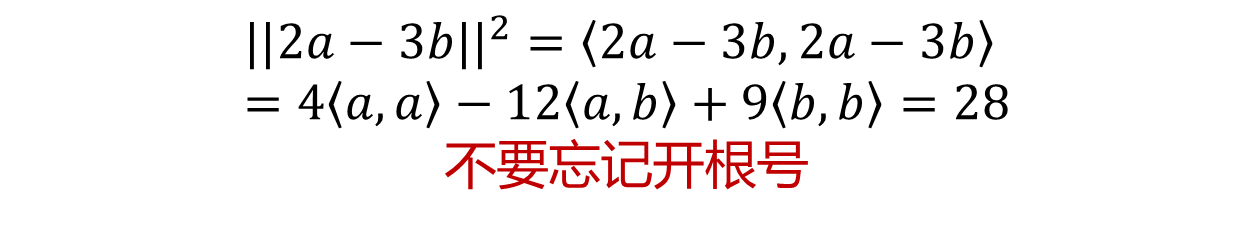 ||2a − 3b||² = ⟨2a − 3b, 2a − 3b⟩
= 4⟨a, a⟩ − 12⟨a, b⟩ + 9⟨b, b⟩ = 28
不要忘记开根号